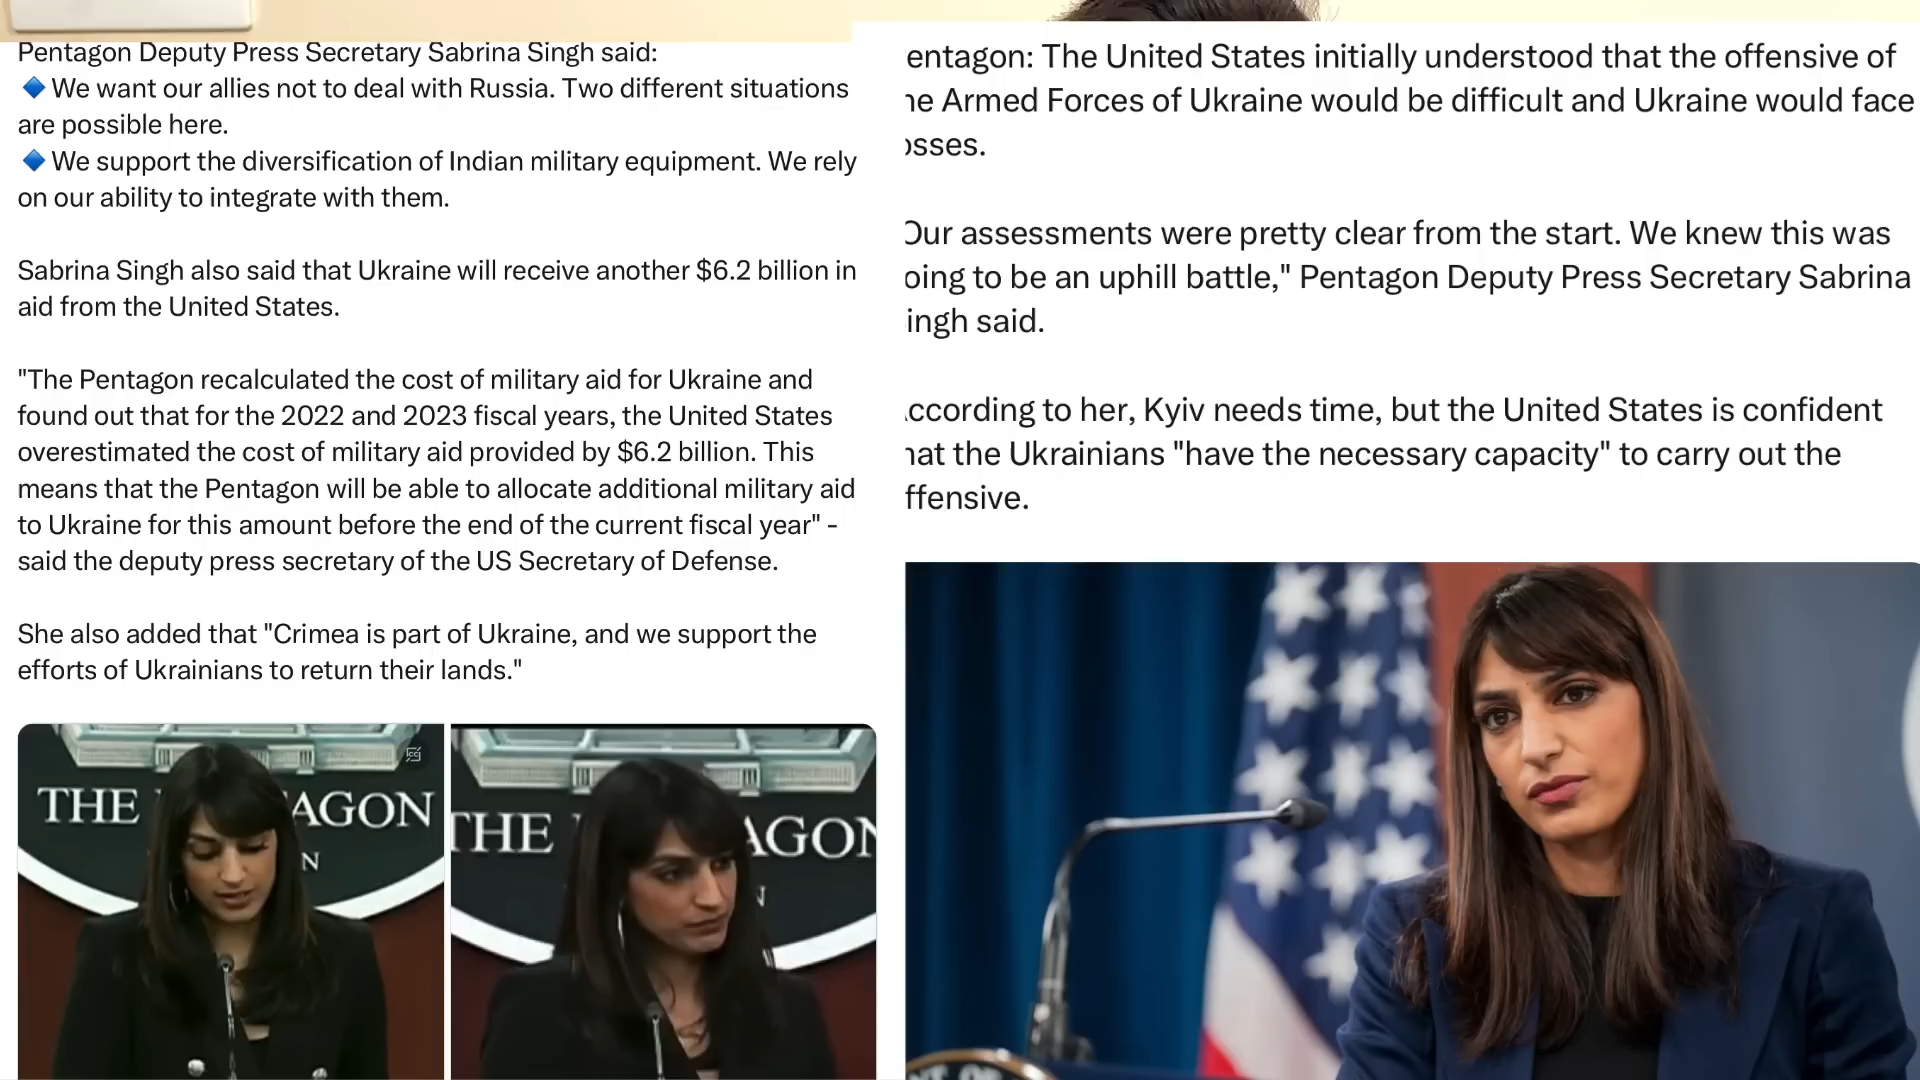 Pentagon Deputy Press Secretary Sabrina Singh said:
We want our allies not to deal with Russia. Two different situations
are possible here.
We support the diversification of Indian military equipment. We rely
on our ability to integrate with them.
Sabrina Singh also said that Ukraine will receive another $6.2 billion in
aid from the United States.
"The Pentagon recalculated the cost of military aid for Ukraine and
found out that for the 2022 and 2023 fiscal years, the United States
overestimated the cost of military aid provided by $6.2 billion. This
means that the Pentagon will be able to allocate additional military aid
to Ukraine for this amount before the end of the current fiscal year" -
said the deputy press secretary of the US Secretary of Defense.
She also added that "Crimea is part of Ukraine, and we support the
efforts of Ukrainians to return their lands."
THE AGON
N
THE AGON
N
entagon: The United States initially understood that the offensive of
he Armed Forces of Ukraine would be difficult and Ukraine would face
osses.
Our assessments were pretty clear from the start. We knew this was
oing to be an uphill battle," Pentagon Deputy Press Secretary Sabrina
ingh said.
ccording to her, Kyiv needs time, but the United States is confident
hat the Ukrainians "have the necessary capacity" to carry out the
ffensive.
NT OF